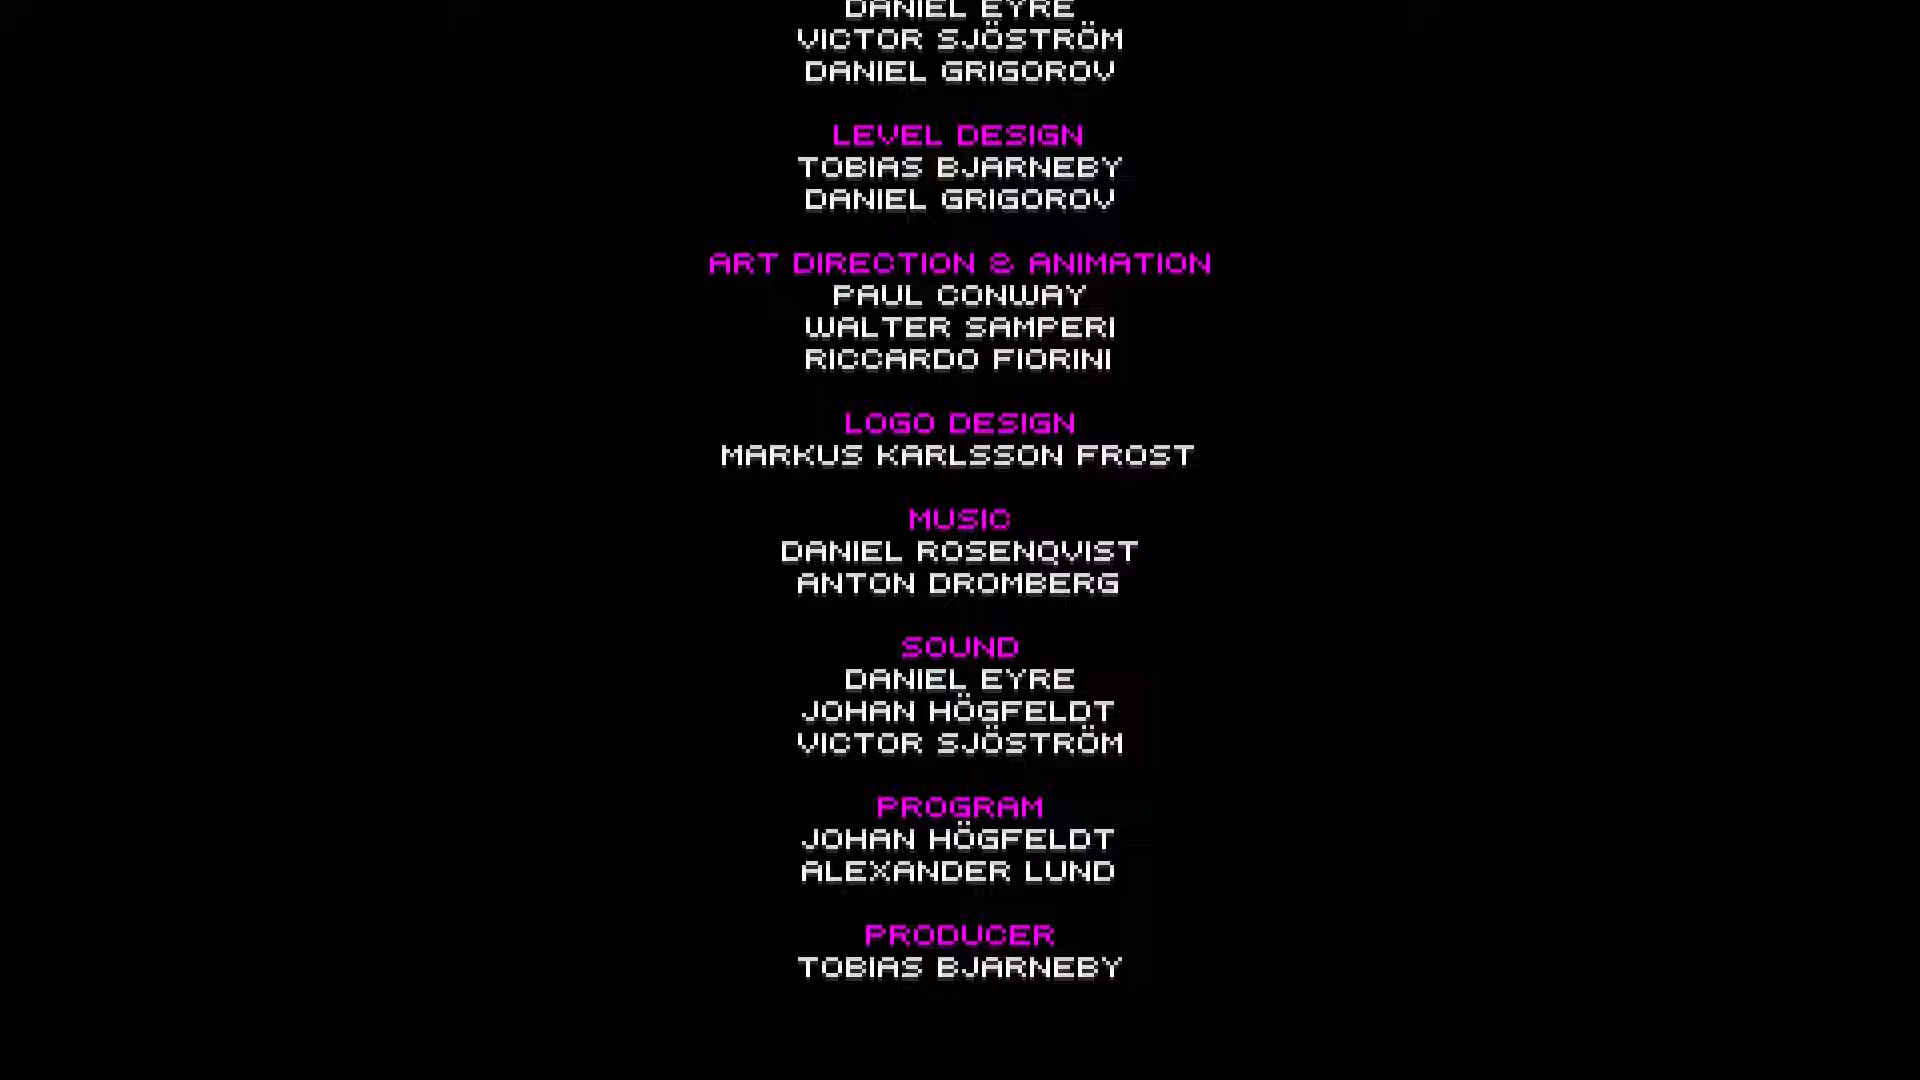 DANIEL EYRE
VICTOR SJÖSTRÖM
DANIEL GRIGOROV
LEVEL DESIGN
TOBIAS BJARNEBY
DANIEL GRIGOROV
ART DIRECTION & ANIMATION
PAUL CONWAY
WALTER SAMPERI
RICCARDO FIORINI
LOGO DESIGN
MARKUS KARLSSON FROST
MUSIC
DANIEL ROSENQVIST
ANTON DROMBERG
SOUND
DANIEL EYRE
JOHAN HÖGFELDT
VICTOR SJÖSTRÖM
PROGRAM
JOHAN HÖGFELDT
ALEXANDER LUND
PRODUCER
TOBIAS BJARNEBY